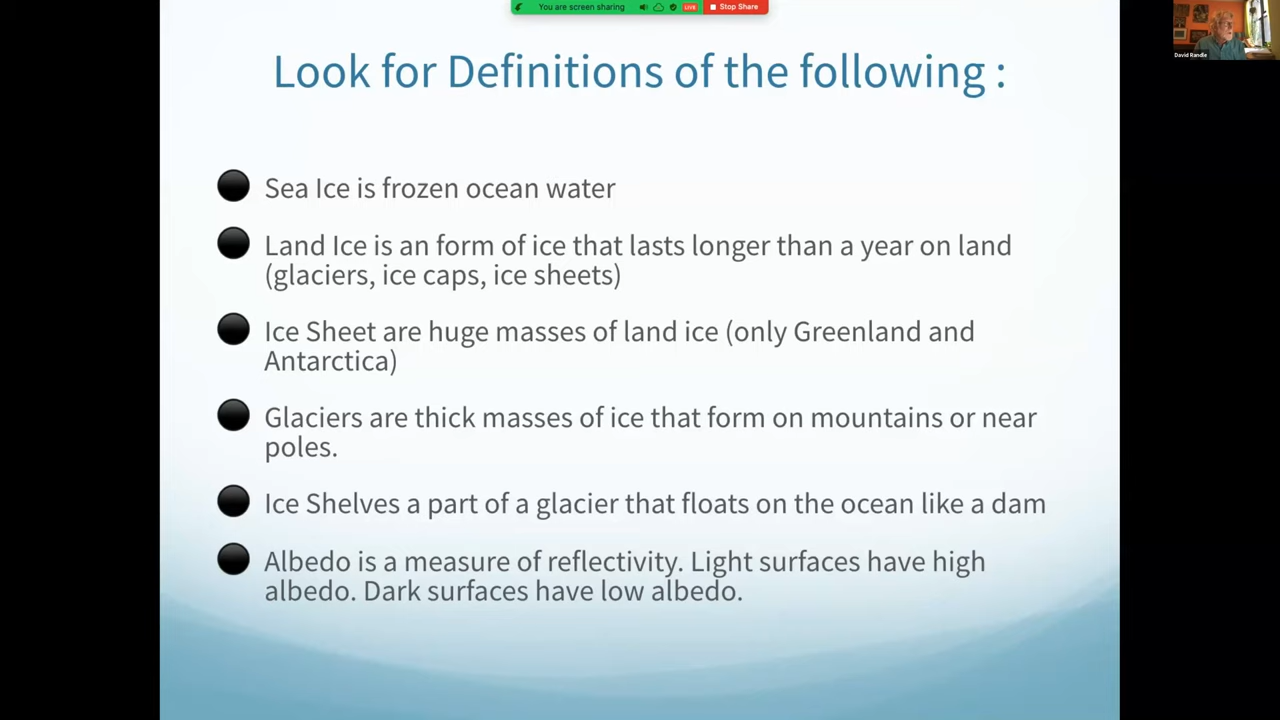 You are screen sharing
LIVE
Stop Share
David Randle
Look for Definitions of the following :
Sea Ice is frozen ocean water
Land Ice is an form of ice that lasts longer than a year on land
(glaciers, ice caps, ice sheets)
Ice Sheet are huge masses of land ice (only Greenland and
Antarctica)
Glaciers are thick masses of ice that form on mountains or near
poles.
Ice Shelves a part of a glacier that floats on the ocean like a dam
Albedo is a measure of reflectivity. Light surfaces have high
albedo. Dark surfaces have low albedo.